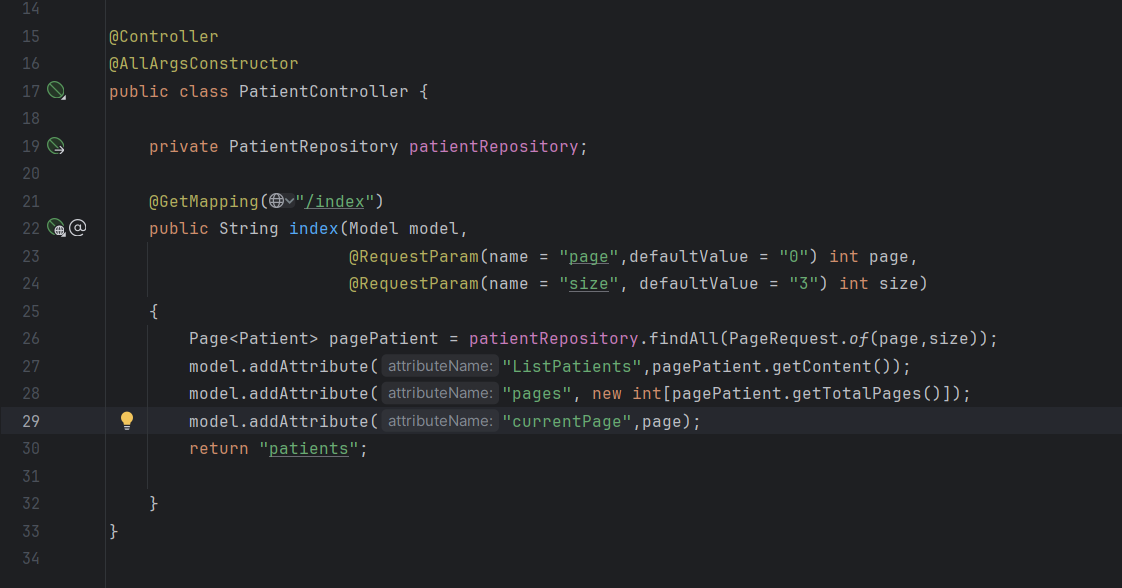 14
15 @Controller
16 @AllArgsConstructor
17 public class PatientController {
18
19     private PatientRepository patientRepository;
20
21     @GetMapping("/index")
22 @   public String index(Model model,
23                         @RequestParam(name = "page",defaultValue = "0") int page,
24                         @RequestParam(name = "size", defaultValue = "3") int size)
25     {
26         Page<Patient> pagePatient = patientRepository.findAll(PageRequest.of(page,size));
27         model.addAttribute( attributeName: "ListPatients",pagePatient.getContent());
28         model.addAttribute( attributeName: "pages", new int[pagePatient.getTotalPages()]);
29         model.addAttribute( attributeName: "currentPage",page);
30         return "patients";
31
32     }
33 }
34